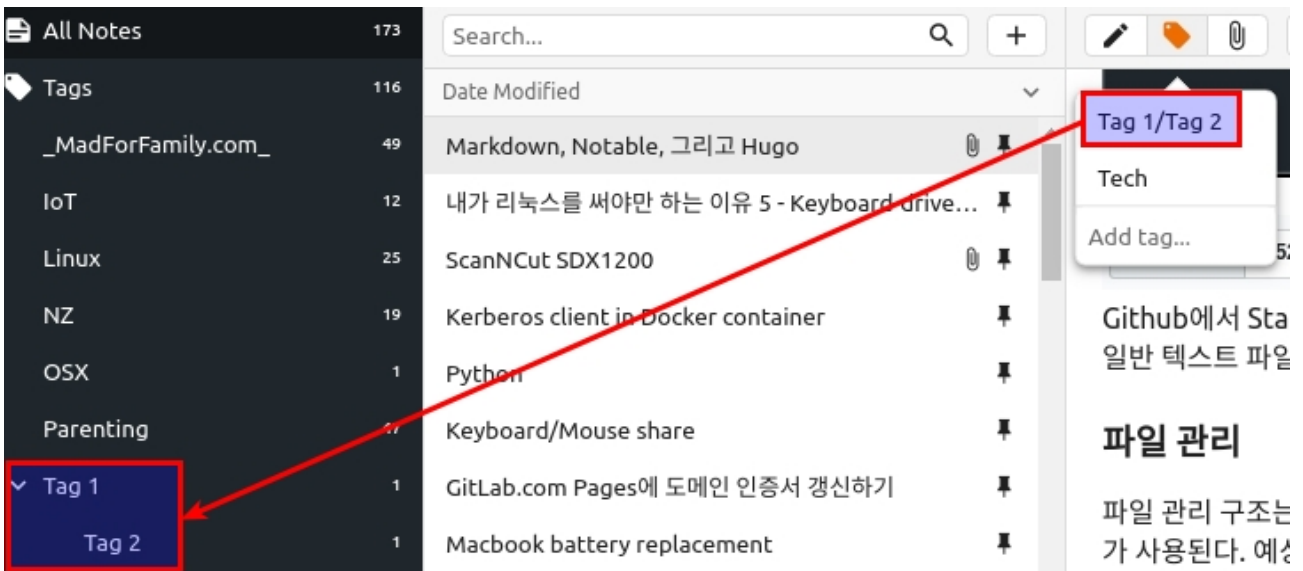 All Notes 173
Tags 116
_MadForFamily.com_ 49
IoT 12
Linux 25
NZ 19
OSX 1
Parenting
Tag 1 1
Tag 2 1
Search...
Date Modified
Markdown, Notable, 그리고 Hugo
내가 리눅스를 써야만 하는 이유 5 - Keyboard drive...
ScanNCut SDX1200
Kerberos client in Docker container
Python
Keyboard/Mouse share
GitLab.com Pages에 도메인 인증서 갱신하기
Macbook battery replacement
Tag 1/Tag 2
Tech
Add tag...
Github에서 Sta
일반 텍스트 파일
파일 관리
파일 관리 구조는
가 사용된다.